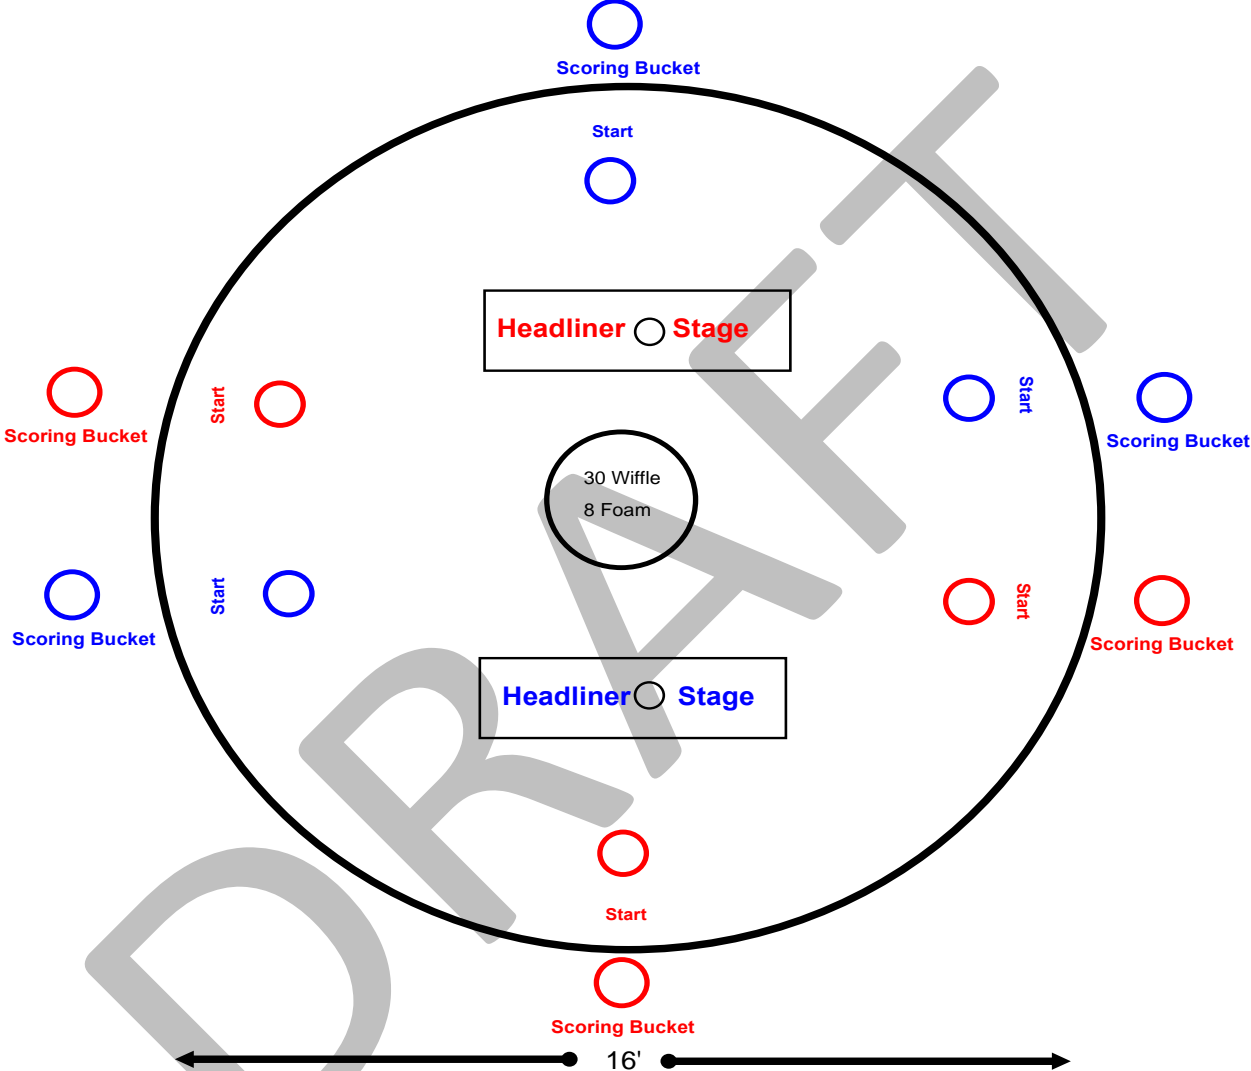 Scoring Bucket
Start
Headliner Stage
Start
Start
Scoring Bucket
Scoring Bucket
30 Wiffle
8 Foam
Start
Start
Scoring Bucket
Scoring Bucket
Headliner Stage
Start
Scoring Bucket
16'
DRAFT